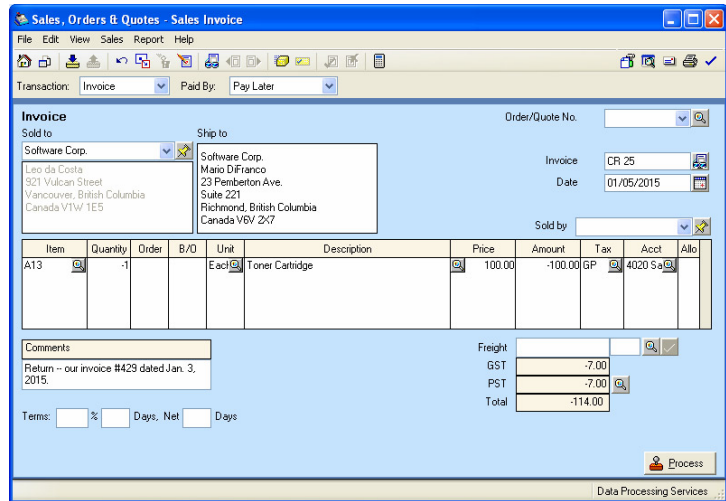 Sales, Orders & Quotes - Sales Invoice
File Edit View Sales Report Help
Transaction: Invoice Paid By: Pay Later
Invoice
Order/Quote No.
Sold to
Ship to
Software Corp.
Leo da Costa
921 Vulcan Street
Vancouver, British Columbia
Canada V1W 1E5
Software Corp.
Mario DiFranco
23 Pemberton Ave.
Suite 221
Richmond, British Columbia
Canada V6V 2X7
Invoice CR 25
Date 01/05/2015
Sold by
Item Quantity Order B/O Unit Description Price Amount Tax Acct Allo
A13 -1 Each Toner Cartridge 100.00 -100.00 GP 4020 Sa
Comments
Return -- our invoice #429 dated Jan. 3,
2015.
Freight
GST -7.00
PST -7.00
Total -114.00
Terms: % Days, Net Days
Process
Data Processing Services